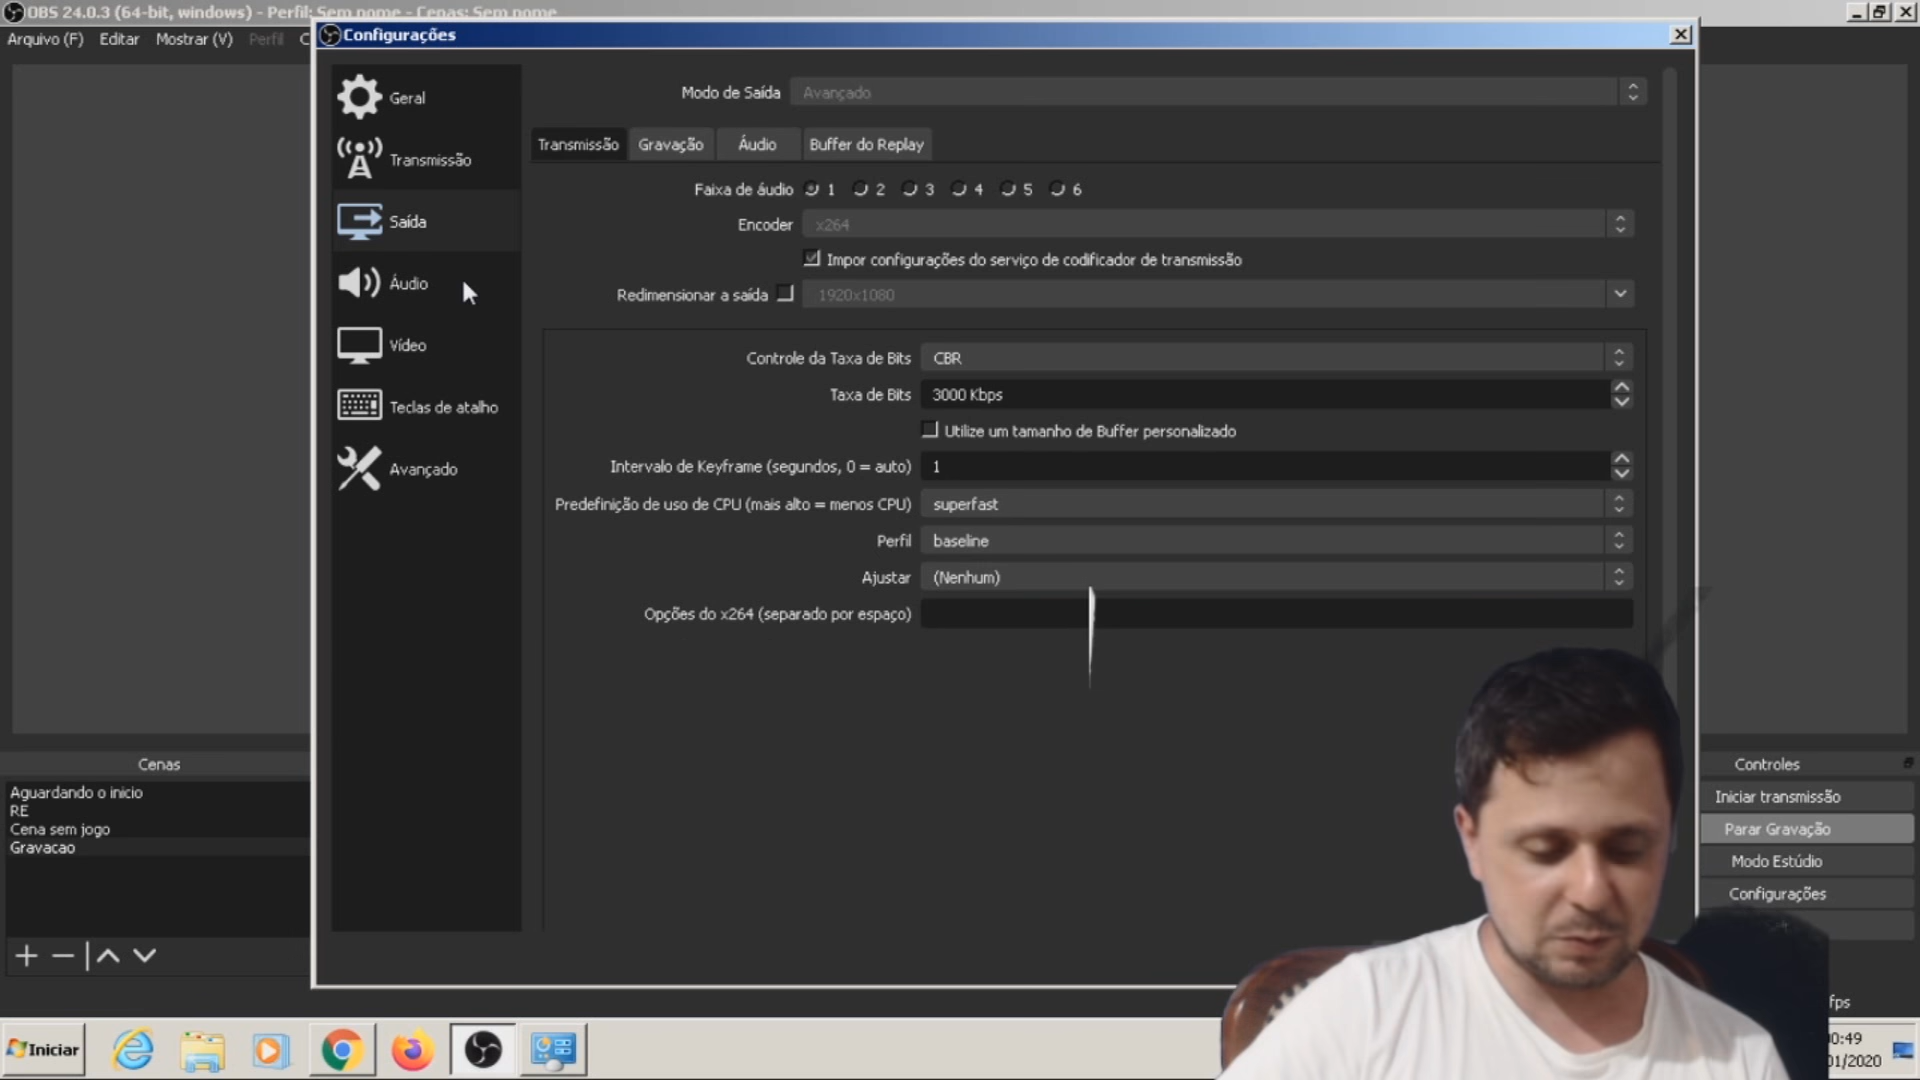 OBS 24.0.3 (64-bit, windows) - Perfil: Sem nome - Cenas: Sem nome
Arquivo (F) Editar Mostrar (V) Perfil C
Configurações
Geral
Transmissão
Saída
Áudio
Vídeo
Teclas de atalho
Avançado
Modo de Saída Avançado
Transmissão Gravação Áudio Buffer do Replay
Faixa de áudio 1 2 3 4 5 6
Encoder x264
Impor configurações do serviço de codificador de transmissão
Redimensionar a saída 1920x1080
Controle da Taxa de Bits CBR
Taxa de Bits 3000 Kbps
Utilize um tamanho de Buffer personalizado
Intervalo de Keyframe (segundos, 0 = auto) 1
Predefinição de uso de CPU (mais alto = menos CPU) superfast
Perfil baseline
Ajustar (Nenhum)
Opções do x264 (separado por espaço)
Cenas
Aguardando o inicio
RE
Cena sem jogo
Gravacao
Controles
Iniciar transmissão
Parar Gravação
Modo Estúdio
Configurações
fps
Iniciar
0:49
01/2020